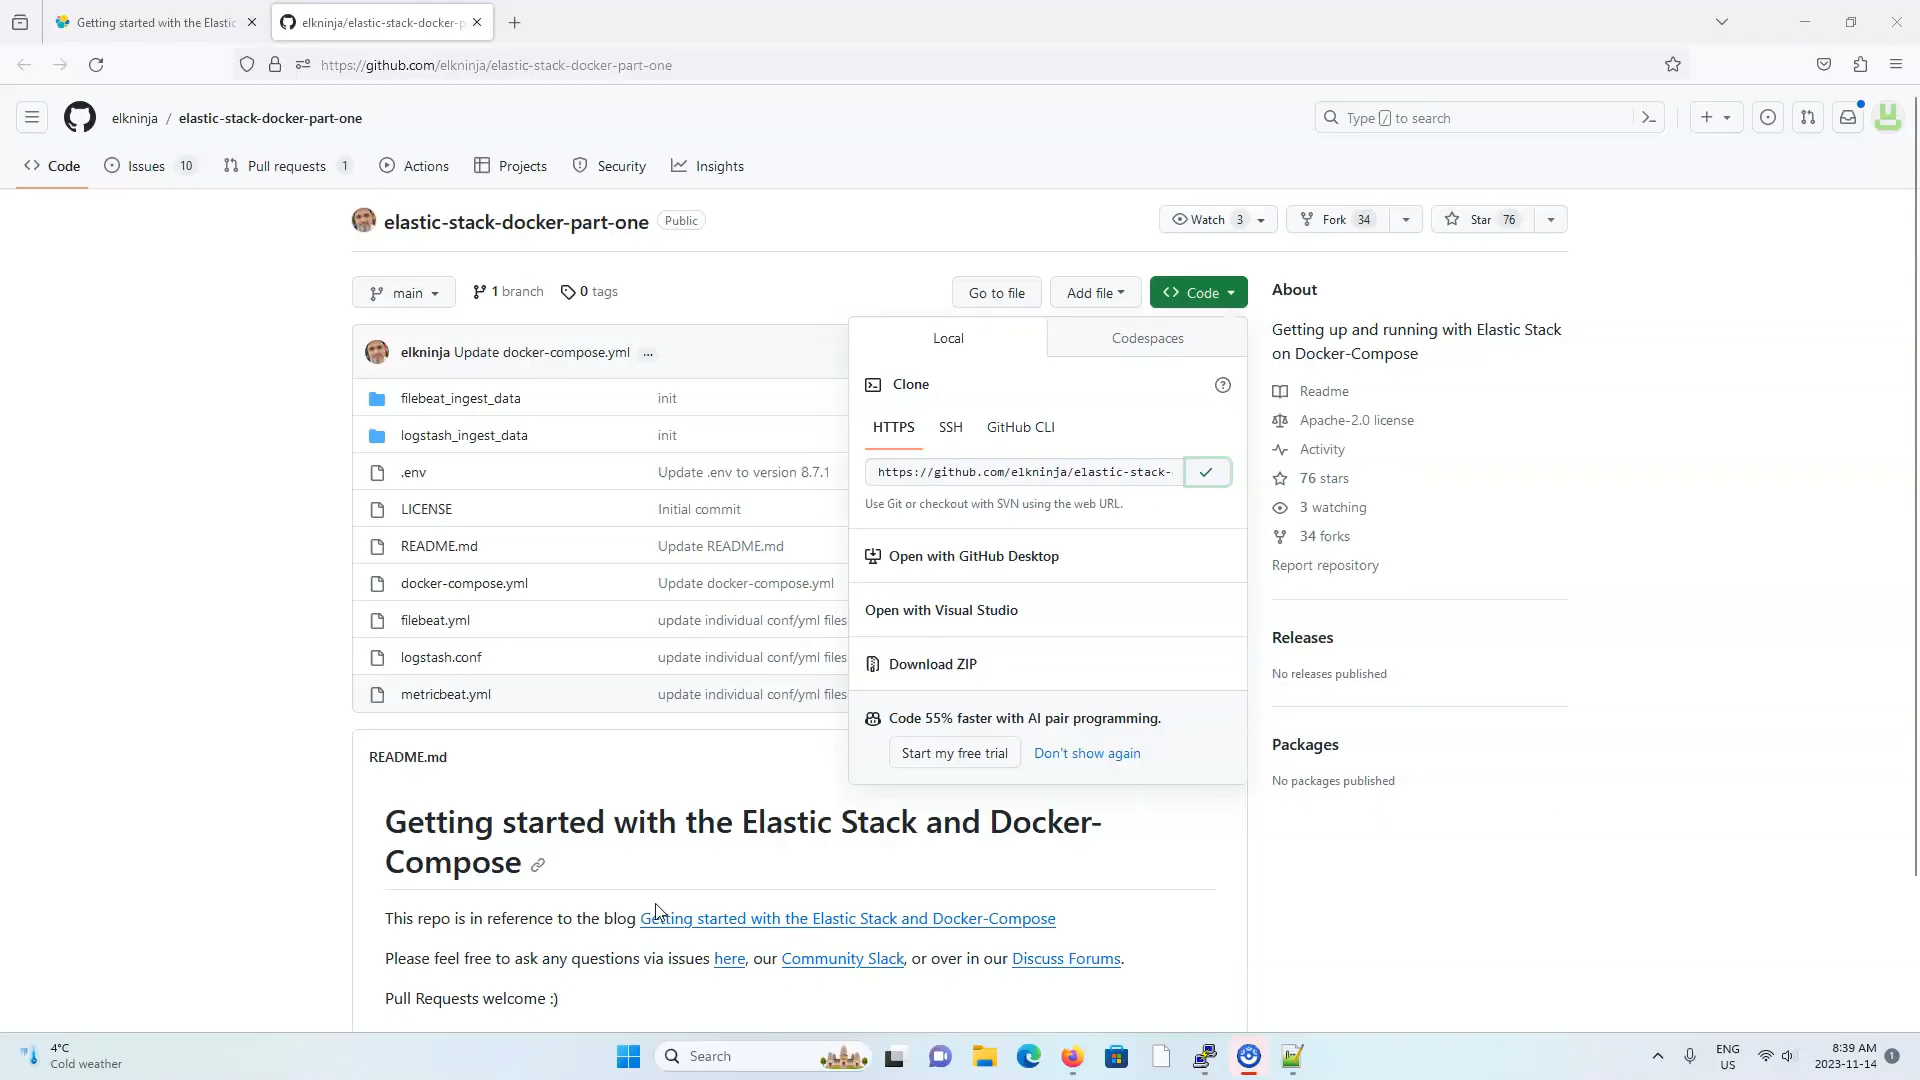 Getting started with the Elastic
elkninja/elastic-stack-docker-p
https://github.com/elkninja/elastic-stack-docker-part-one
elkninja / elastic-stack-docker-part-one
Type / to search
Code
Issues 10
Pull requests 1
Actions
Projects
Security
Insights
elastic-stack-docker-part-one Public
Watch 3
Fork 34
Star 76
main
1 branch
0 tags
Go to file
Add file
Code
elkninja Update docker-compose.yml ...
filebeat_ingest_data init
logstash_ingest_data init
.env Update .env to version 8.7.1
LICENSE Initial commit
README.md Update README.md
docker-compose.yml Update docker-compose.yml
filebeat.yml update individual conf/yml files
logstash.conf update individual conf/yml files
metricbeat.yml update individual conf/yml files
Local
Codespaces
Clone
HTTPS
SSH
GitHub CLI
https://github.com/elkninja/elastic-stack-
Use Git or checkout with SVN using the web URL.
Open with GitHub Desktop
Open with Visual Studio
Download ZIP
Code 55% faster with AI pair programming.
Start my free trial
Don't show again
About
Getting up and running with Elastic Stack
on Docker-Compose
Readme
Apache-2.0 license
Activity
76 stars
3 watching
34 forks
Report repository
Releases
No releases published
Packages
No packages published
README.md
Getting started with the Elastic Stack and Docker-
Compose
This repo is in reference to the blog Getting started with the Elastic Stack and Docker-Compose
Please feel free to ask any questions via issues here, our Community Slack, or over in our Discuss Forums.
Pull Requests welcome :)
4°C
Cold weather
Search
ENG
US
8:39 AM
2023-11-14
1